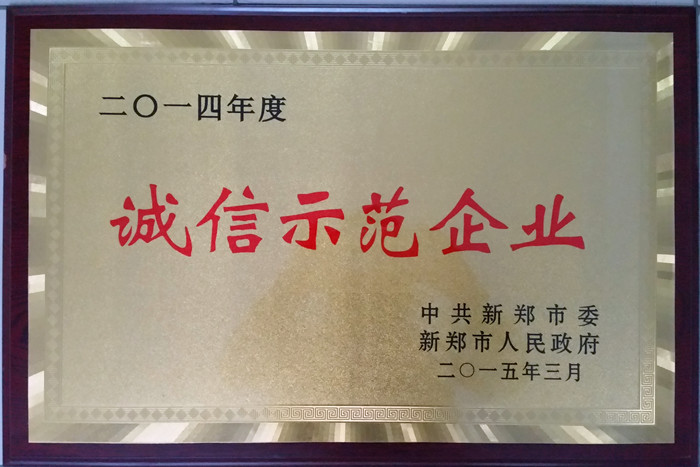 二〇一四年度
诚信示范企业
中共新郑市委
新郑市人民政府
二〇一五年三月